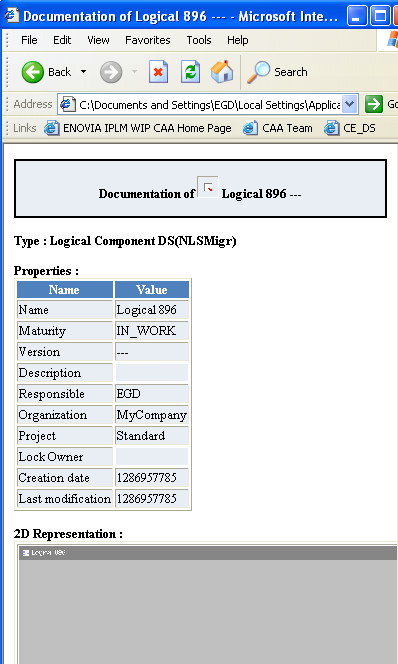 Documentation of Logical 896 --- - Microsoft Inte...
File Edit View Favorites Tools Help
Back Search
Address C:\Documents and Settings\EGD\Local Settings\Applica Go
Links ENOVIA IPLM WIP CAA Home Page CAA Team CE_DS
Documentation of Logical 896 ---
Type : Logical Component DS(NLSMigr)
Properties :
Name Value
Name Logical 896
Maturity IN_WORK
Version ---
Description
Responsible EGD
Organization MyCompany
Project Standard
Lock Owner
Creation date 1286957785
Last modification 1286957785
2D Representation :
Logical 896